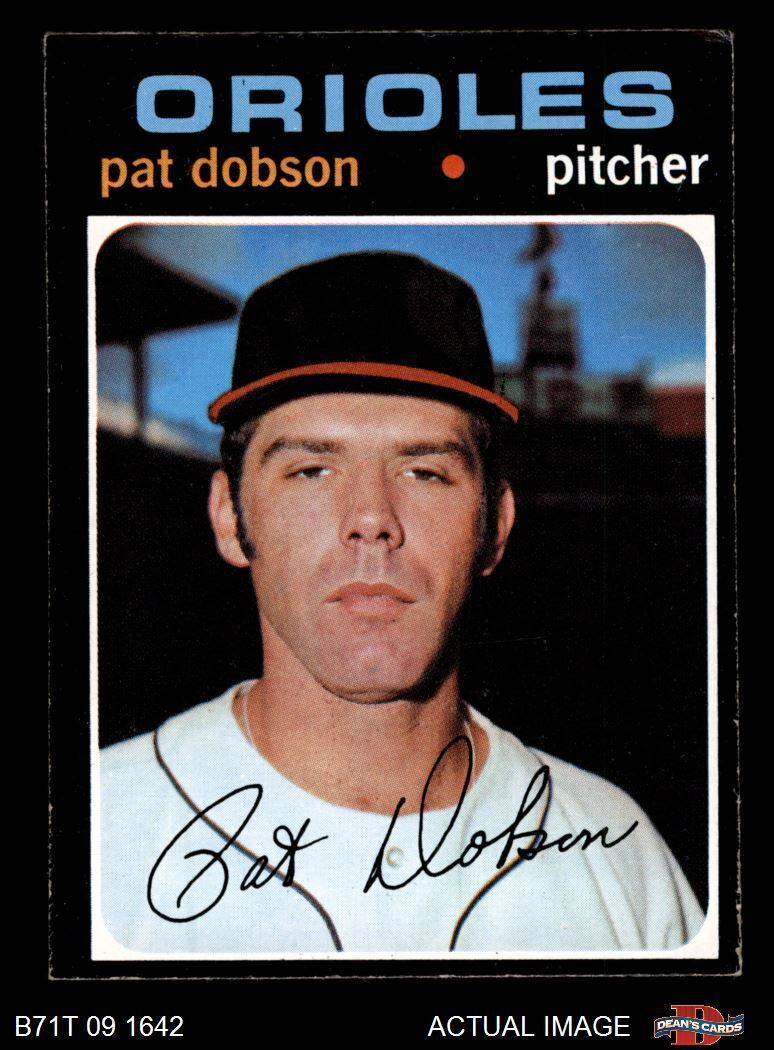 ORIOLES
pat dobson • pitcher
Pat Dobson
B71T 09 1642 ACTUAL IMAGE D DEAN'S CARDS